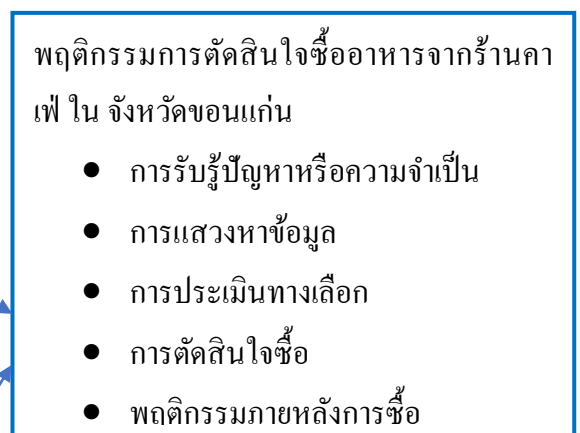 พฤติกรรมการตัดสินใจซื้ออาหารจากร้านคา
เฟ่ ใน จังหวัดขอนแก่น
● การรับรู้ปัญหาหรือความจำเป็น
● การแสวงหาข้อมูล
● การประเมินทางเลือก
● การตัดสินใจซื้อ
● พฤติกรรมภายหลังการซื้อ